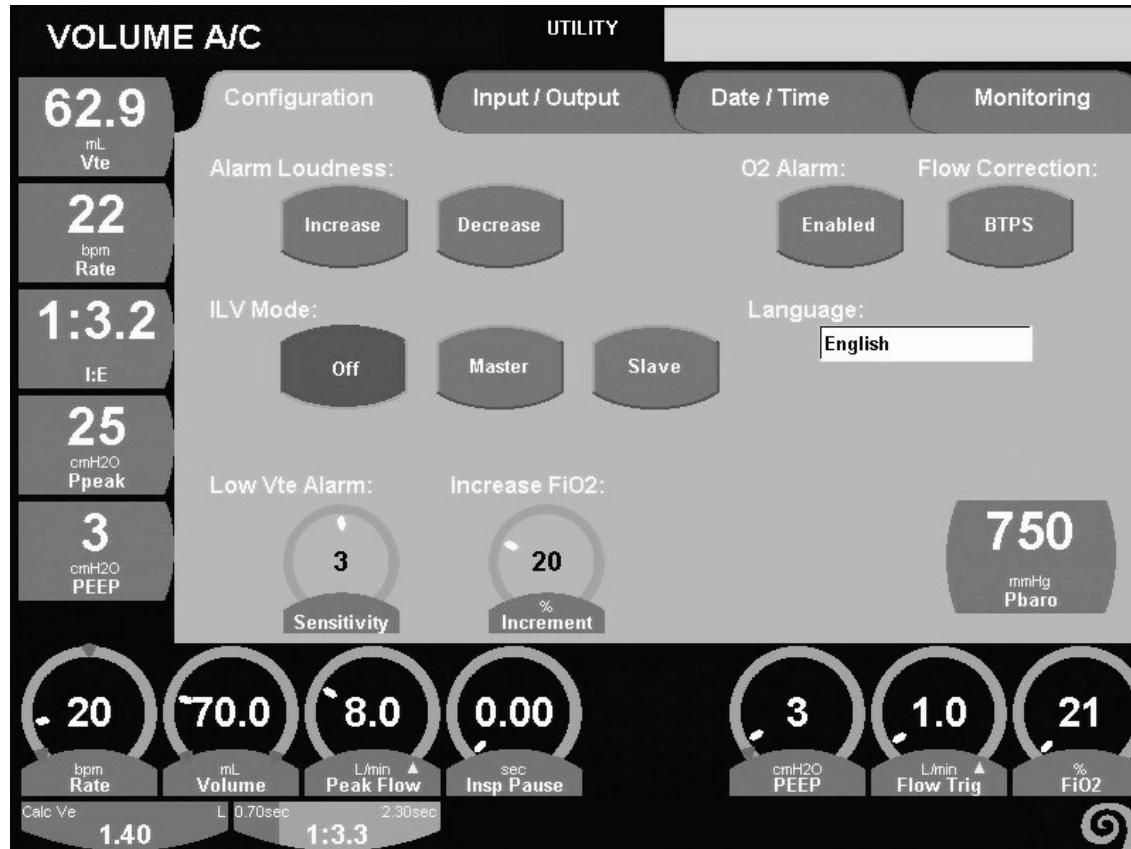 VOLUME A/C
UTILITY
Configuration
Input / Output
Date / Time
Monitoring
62.9
mL
Vte
22
bpm
Rate
1:3.2
I:E
25
cmH2O
Ppeak
3
cmH2O
PEEP
Alarm Loudness:
Increase
Decrease
O2 Alarm:
Enabled
Flow Correction:
BTPS
ILV Mode:
Off
Master
Slave
Language:
English
Low Vte Alarm:
3
Sensitivity
Increase FiO2:
20
%
Increment
750
mmHg
Pbaro
20
bpm
Rate
70.0
mL
Volume
8.0
L/min
Peak Flow
0.00
sec
Insp Pause
3
cmH2O
PEEP
1.0
L/min
Flow Trig
21
%
FiO2
Calc Ve L
1.40
0.70sec 2.30sec
1:3.3